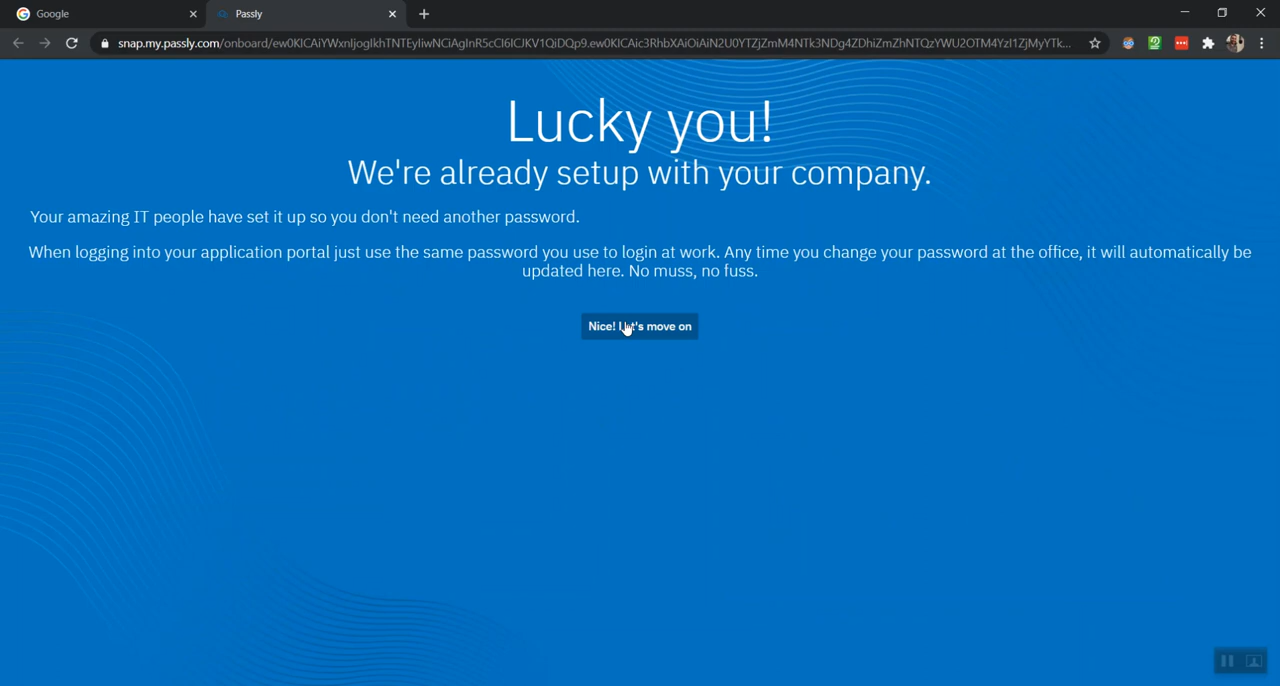 Google
Passly
snap.my.passly.com/onboard/
Lucky you!
We're already setup with your company.
Your amazing IT people have set it up so you don't need another password.
When logging into your application portal just use the same password you use to login at work. Any time you change your password at the office, it will automatically be
updated here. No muss, no fuss.
Nice! Let's move on